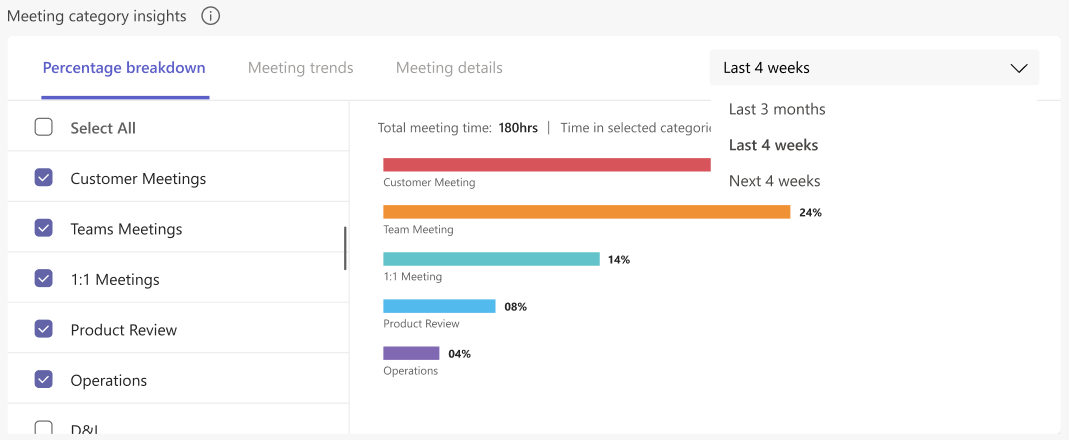 Meeting category insights
Percentage breakdown Meeting trends Meeting details
Last 4 weeks
Last 3 months
Last 4 weeks
Next 4 weeks
Select All
Customer Meetings
Teams Meetings
1:1 Meetings
Product Review
Operations
D&I
Total meeting time: 180hrs | Time in selected
Customer Meeting
24%
Team Meeting
14%
1:1 Meeting
08%
Product Review
04%
Operations